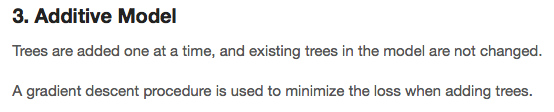 3. Additive Model
Trees are added one at a time, and existing trees in the model are not changed.
A gradient descent procedure is used to minimize the loss when adding trees.